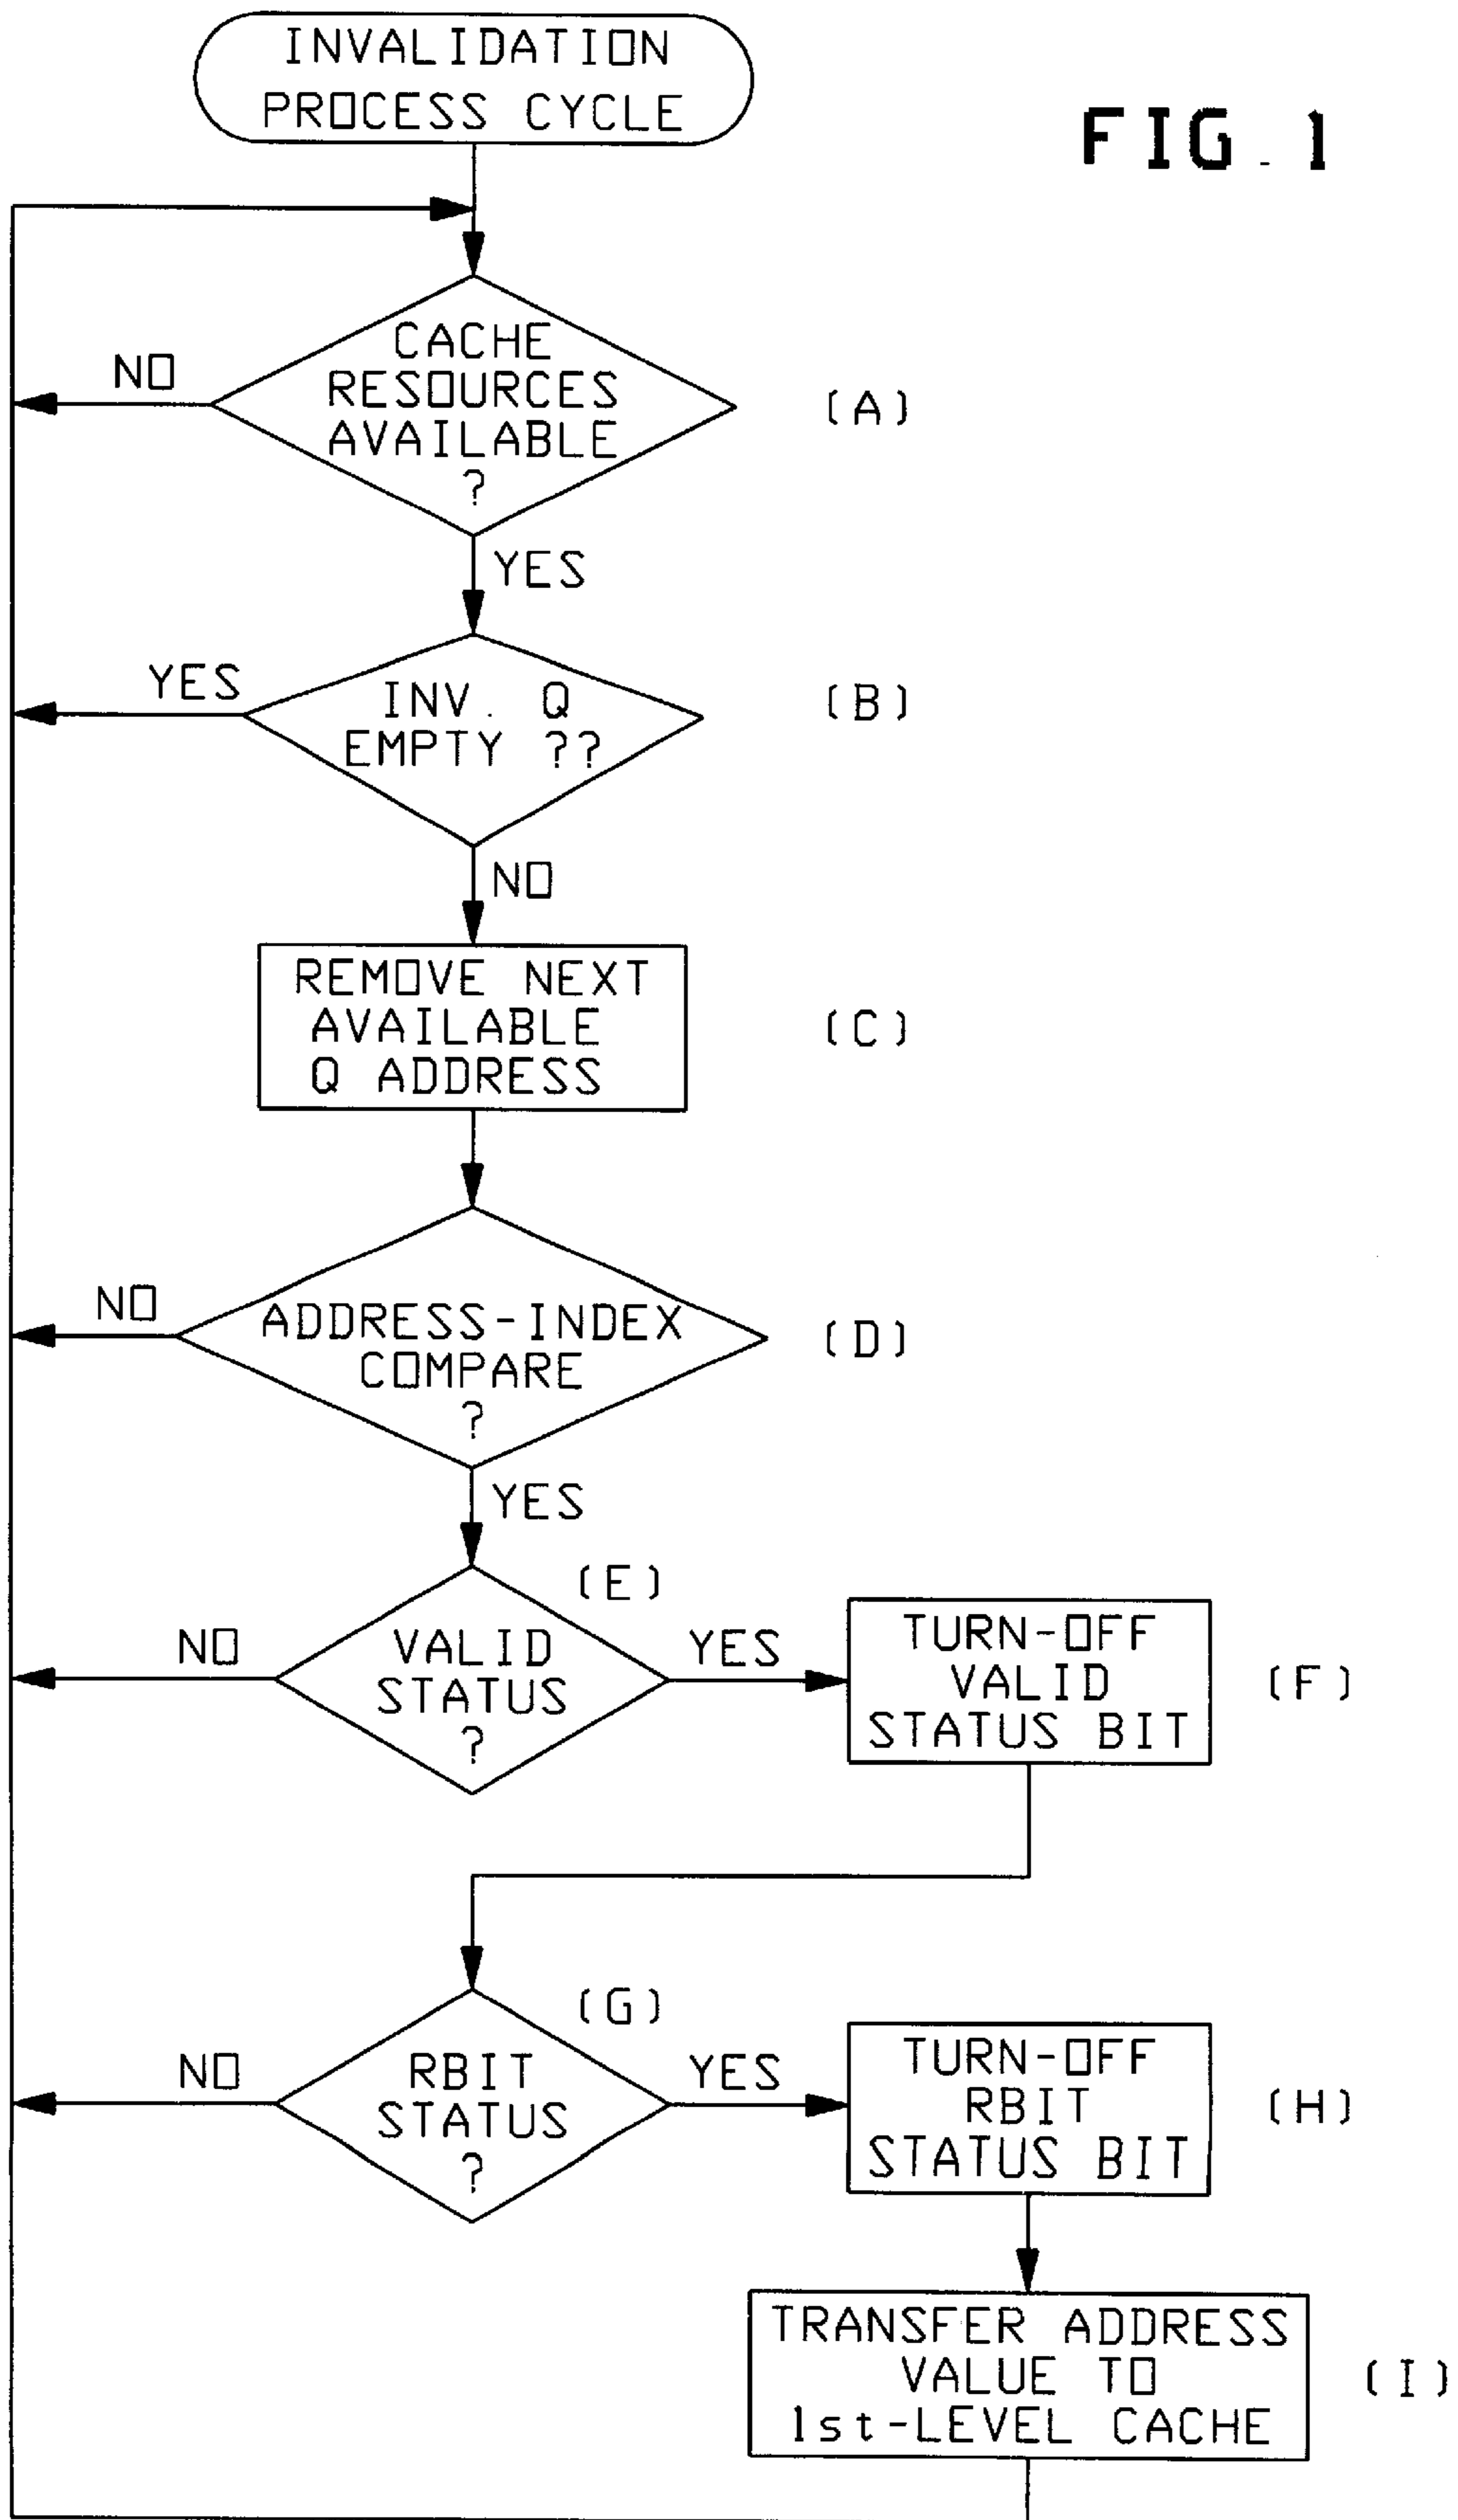 INVALIDATION
PROCESS CYCLE
FIG. 1
CACHE
RESOURCES
AVAILABLE
?
NO
(A)
YES
INV. Q
EMPTY ??
YES
(B)
NO
REMOVE NEXT
AVAILABLE
Q ADDRESS
(C)
ADDRESS-INDEX
COMPARE
?
NO
(D)
YES
(E)
VALID
STATUS
?
NO
YES
TURN-OFF
VALID
STATUS BIT
(F)
(G)
RBIT
STATUS
?
NO
YES
TURN-OFF
RBIT
STATUS BIT
(H)
TRANSFER ADDRESS
VALUE TO
1st-LEVEL CACHE
(I)